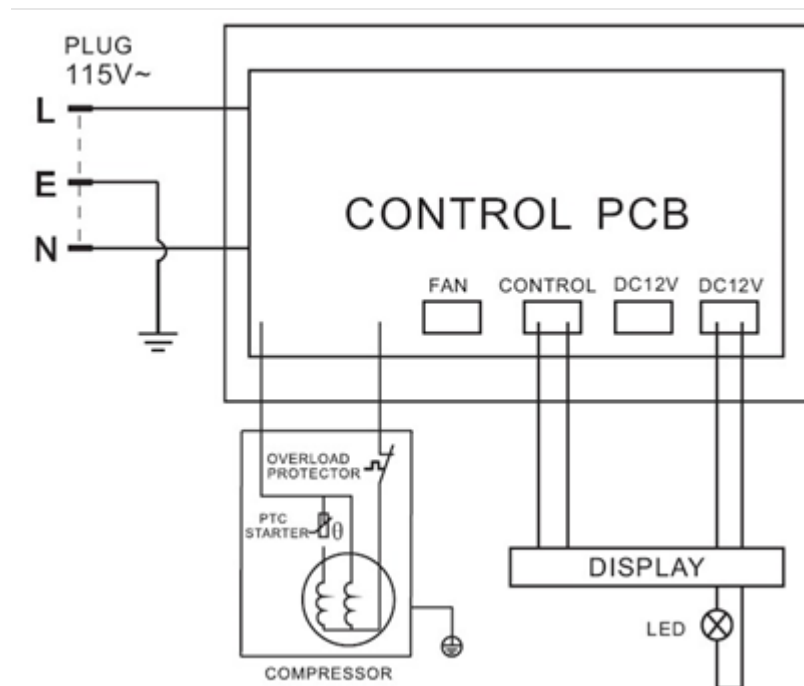 PLUG
115V~
L
E
N
CONTROL PCB
FAN
CONTROL
DC12V
DC12V
OVERLOAD
PROTECTOR
PTC
STARTER
θ
DISPLAY
LED
COMPRESSOR